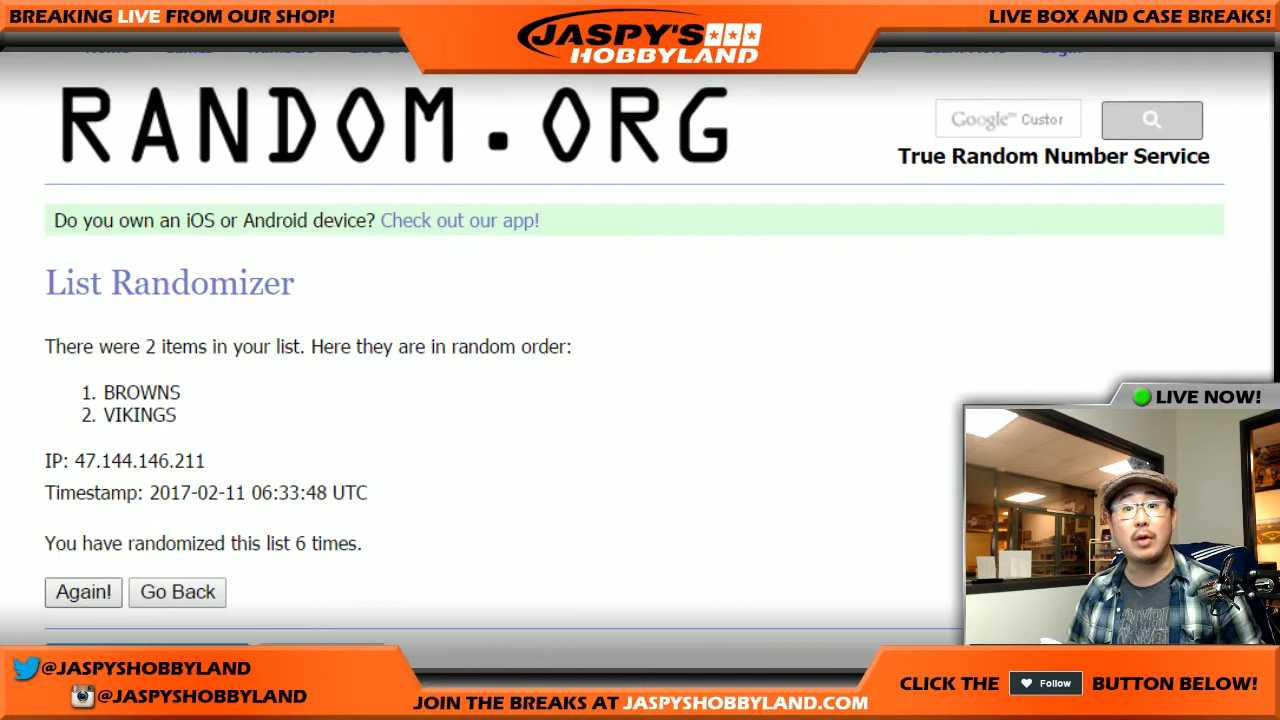 BREAKING LIVE FROM OUR SHOP!
JASPY'S
HOBBYLAND
LIVE BOX AND CASE BREAKS!
RANDOM.ORG
Google™ Custor
True Random Number Service
Do you own an iOS or Android device? Check out our app!
List Randomizer
There were 2 items in your list. Here they are in random order:
1. BROWNS
2. VIKINGS
IP: 47.144.146.211
Timestamp: 2017-02-11 06:33:48 UTC
You have randomized this list 6 times.
Again! Go Back
LIVE NOW!
@JASPYSHOBBYLAND
@JASPYSHOBBYLAND
JOIN THE BREAKS AT JASPYSHOBBYLAND.COM
CLICK THE Follow BUTTON BELOW!